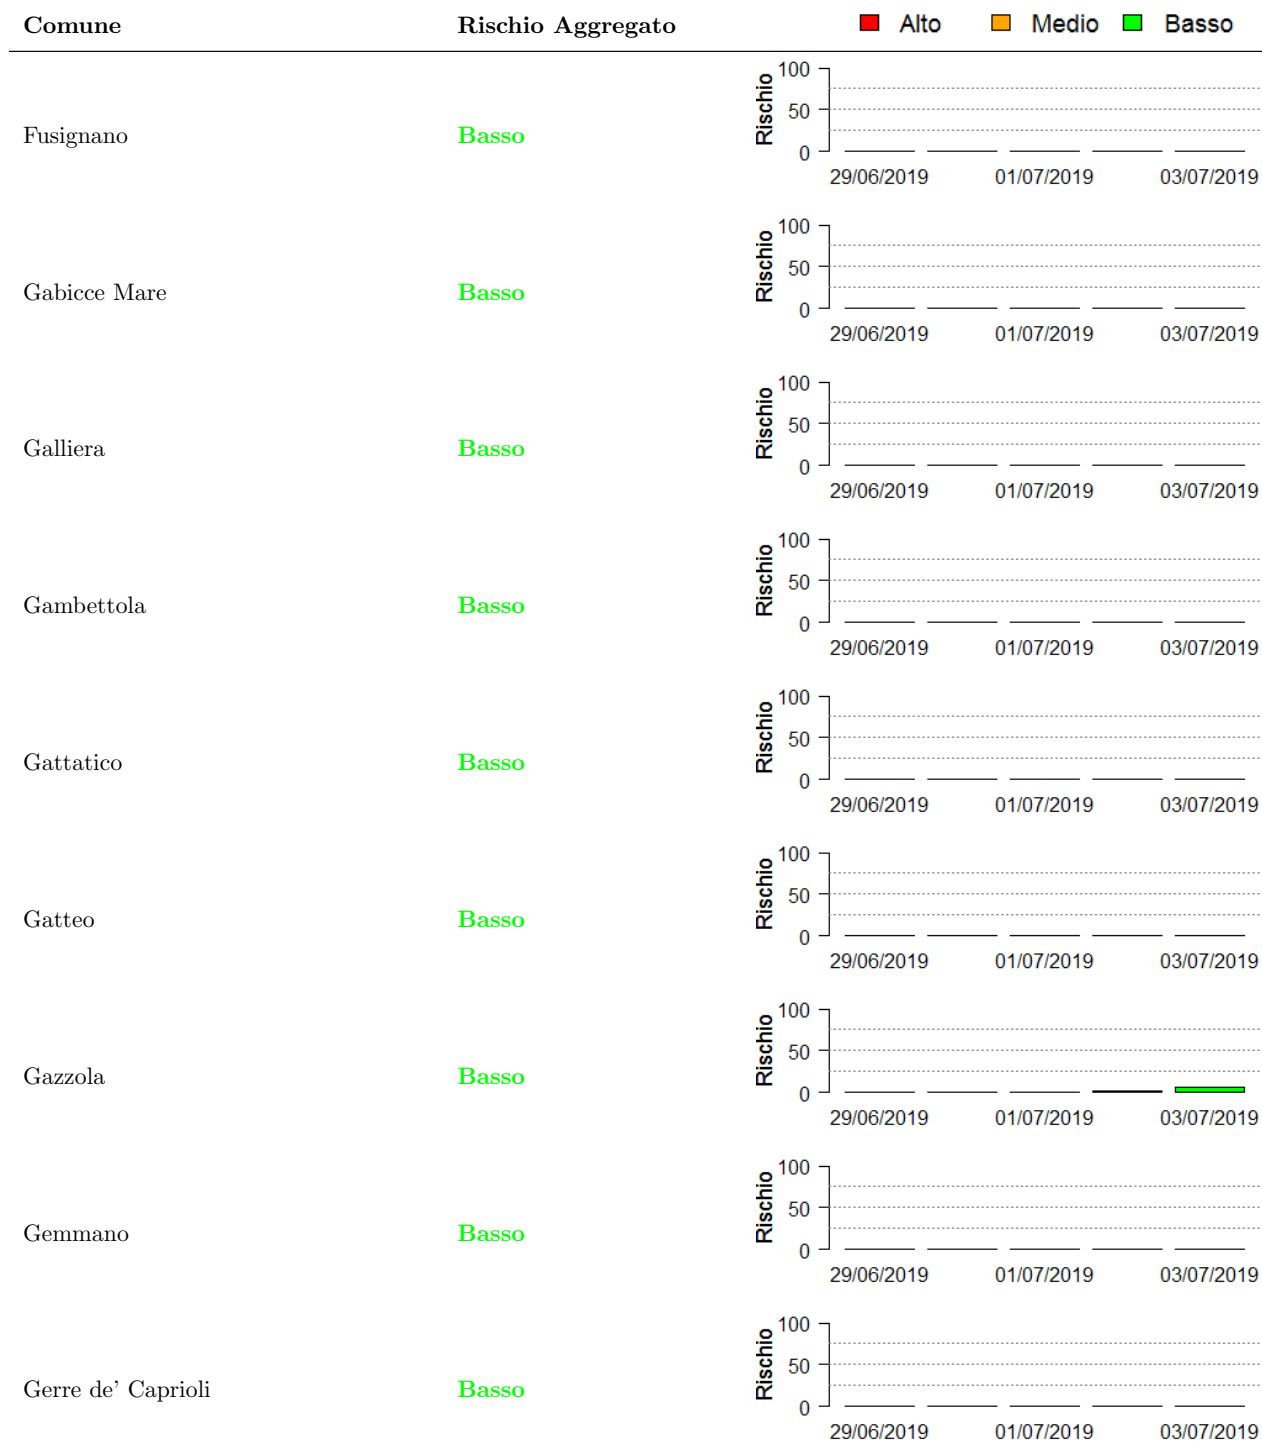 Comune Rischio Aggregato Alto Medio Basso
100
50
0
Rischio
Fusignano Basso
29/06/2019 01/07/2019 03/07/2019
100
50
0
Rischio
Gabicce Mare Basso
29/06/2019 01/07/2019 03/07/2019
100
50
0
Rischio
Galliera Basso
29/06/2019 01/07/2019 03/07/2019
100
50
0
Rischio
Gambettola Basso
29/06/2019 01/07/2019 03/07/2019
100
50
0
Rischio
Gattatico Basso
29/06/2019 01/07/2019 03/07/2019
100
50
0
Rischio
Gatteo Basso
29/06/2019 01/07/2019 03/07/2019
100
50
0
Rischio
Gazzola Basso
29/06/2019 01/07/2019 03/07/2019
100
50
0
Rischio
Gemmano Basso
29/06/2019 01/07/2019 03/07/2019
100
50
0
Rischio
Gerre de' Caprioli Basso
29/06/2019 01/07/2019 03/07/2019